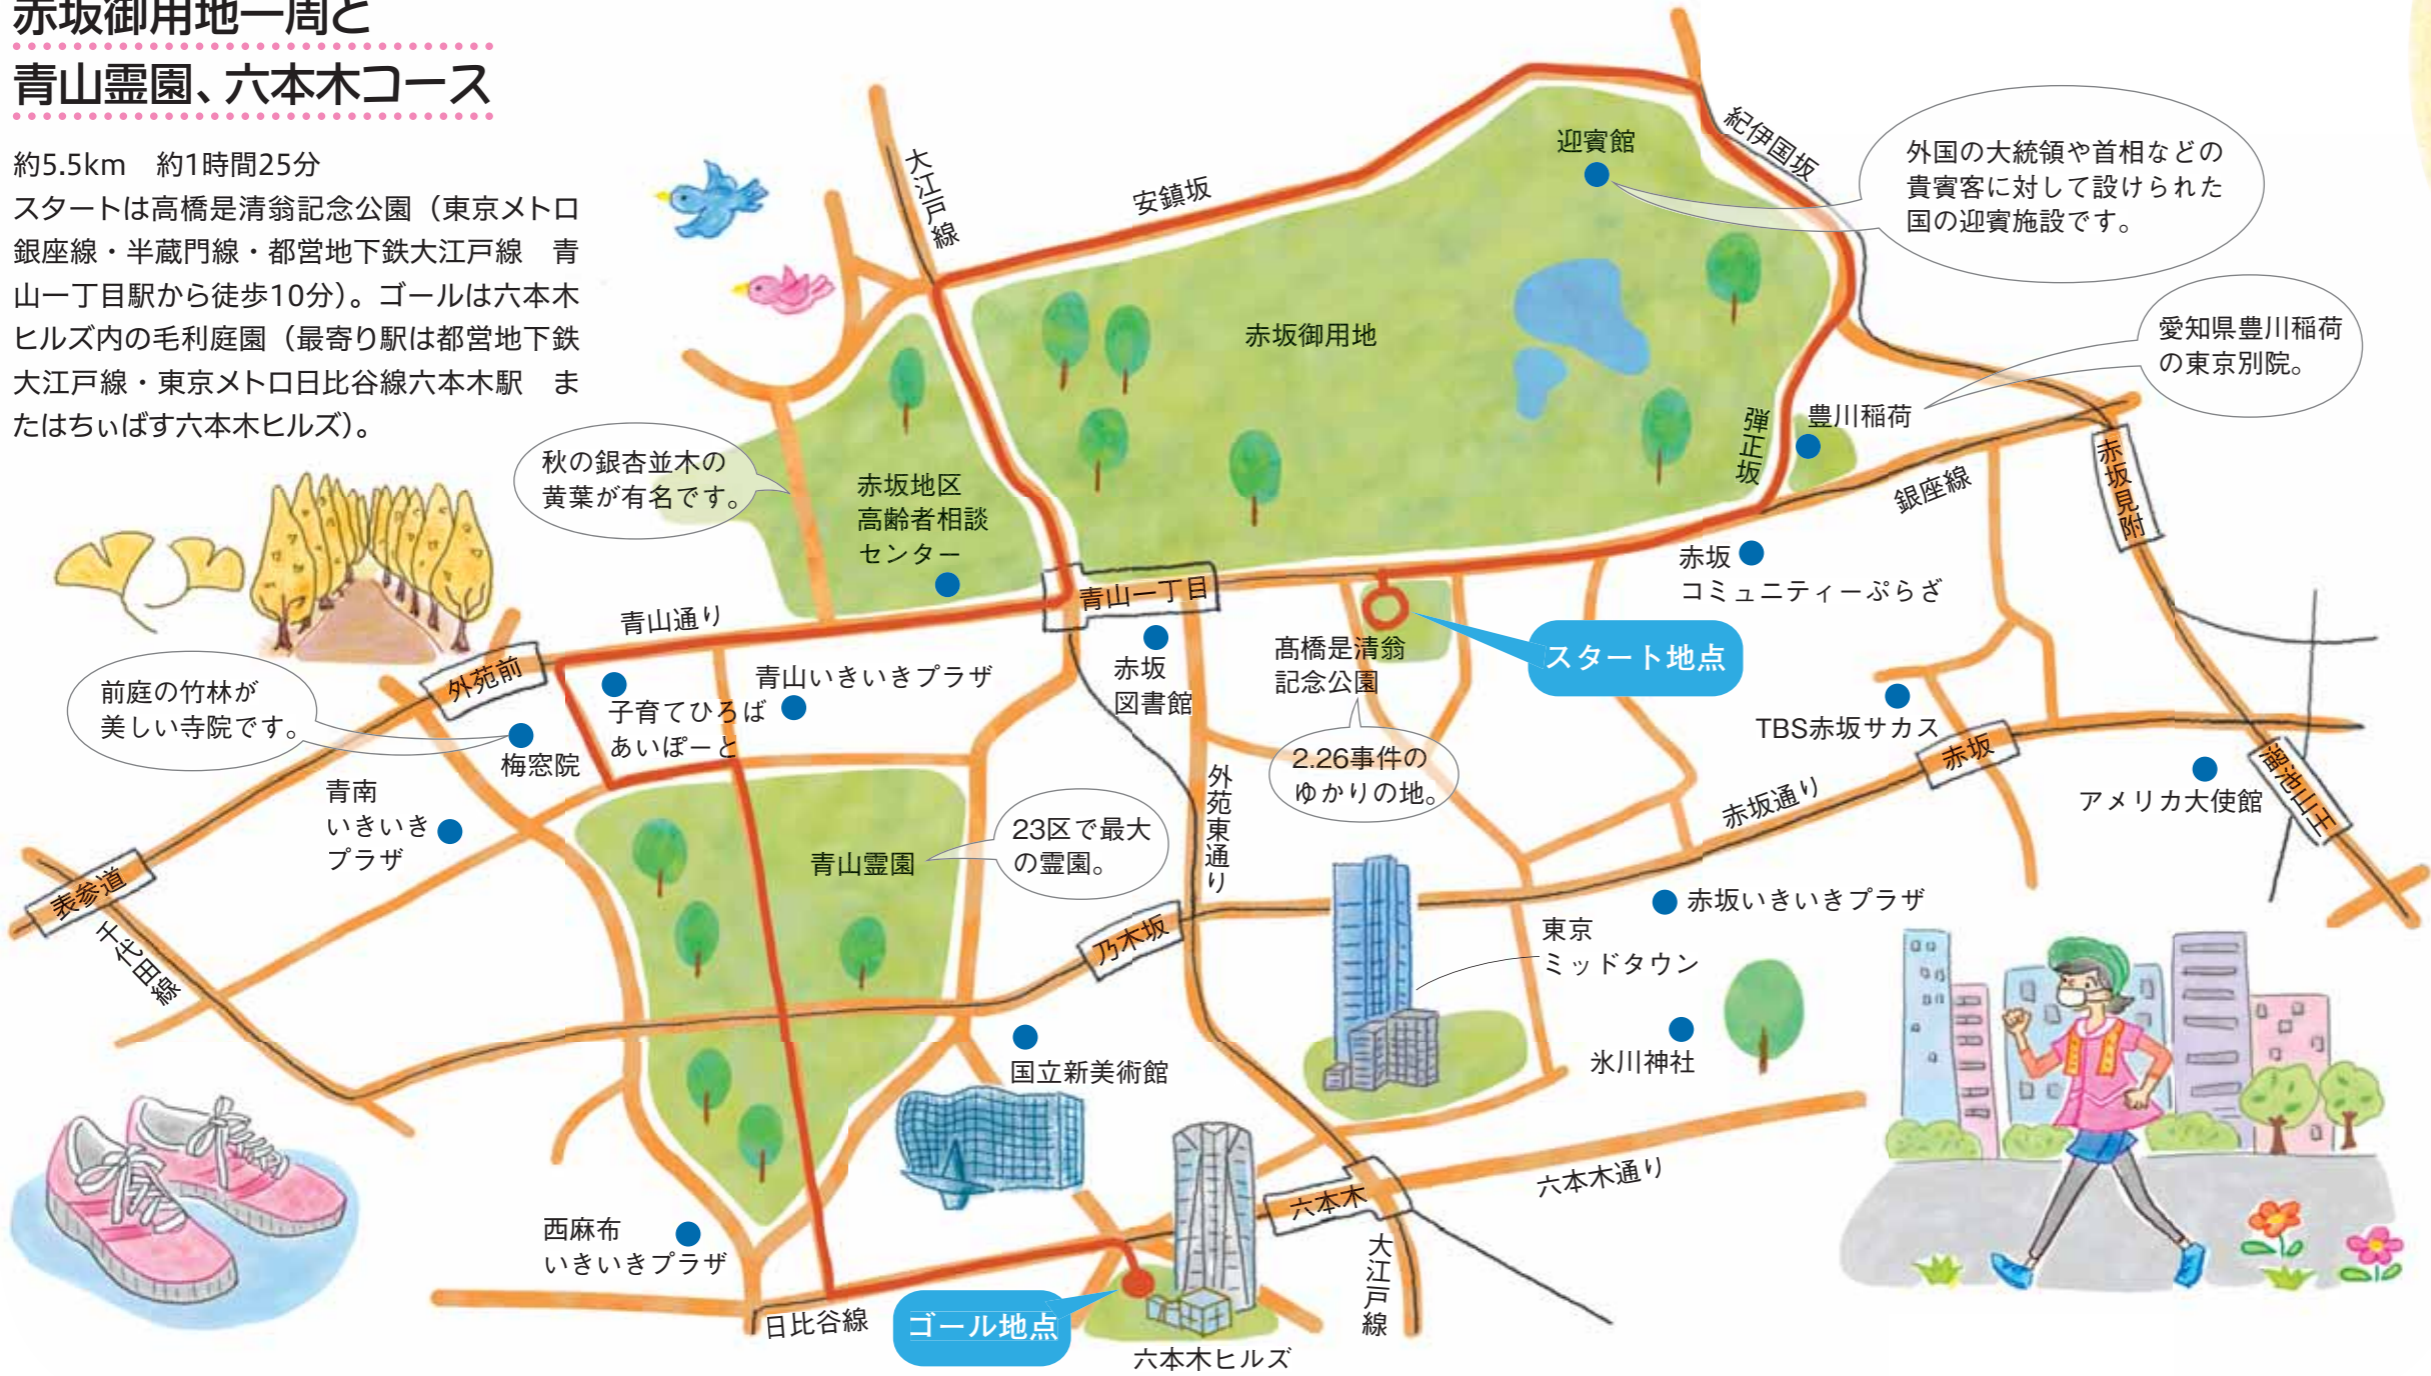 赤坂御用地一周と
青山霊園、六本木コース
約5.5km　約1時間25分
スタートは高橋是清翁記念公園（東京メトロ
銀座線・半蔵門線・都営地下鉄大江戸線　青
山一丁目駅から徒歩10分）。ゴールは六本木
ヒルズ内の毛利庭園（最寄り駅は都営地下鉄
大江戸線・東京メトロ日比谷線六本木駅　ま
たはちぃばす六本木ヒルズ）。
大江戸線
安鎮坂
迎賓館
紀伊国坂
外国の大統領や首相などの
貴賓客に対して設けられた
国の迎賓施設です。
赤坂御用地
愛知県豊川稲荷
の東京別院。
豊川稲荷
弾正坂
銀座線
赤坂見附
秋の銀杏並木の
黄葉が有名です。
赤坂地区
高齢者相談
センター
青山一丁目
赤坂
コミュニティーぷらざ
青山通り
外苑前
前庭の竹林が
美しい寺院です。
梅窓院
子育てひろば
あいぽーと
青山いきいきプラザ
赤坂
図書館
髙橋是清翁
記念公園
スタート地点
2.26事件の
ゆかりの地。
TBS赤坂サカス
赤坂
溜池山王
アメリカ大使館
赤坂通り
外苑東通り
青南
いきいき
プラザ
青山霊園
23区で最大
の霊園。
表参道
千代田線
乃木坂
赤坂いきいきプラザ
東京
ミッドタウン
氷川神社
国立新美術館
六本木
六本木通り
大江戸線
西麻布
いきいきプラザ
日比谷線
ゴール地点
六本木ヒルズ